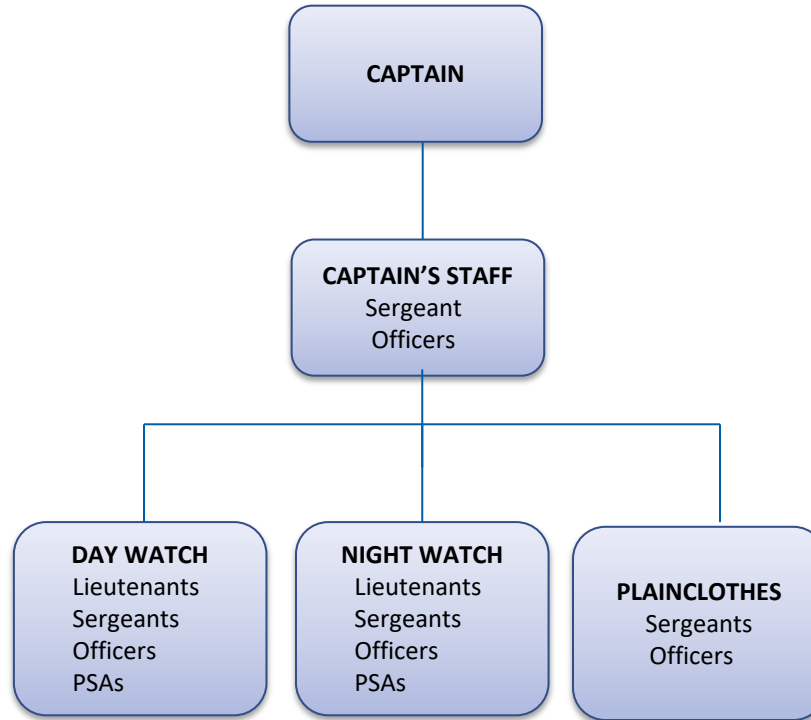 CAPTAIN
CAPTAIN’S STAFF
Sergeant
Officers
DAY WATCH
Lieutenants
Sergeants
Officers
PSAs
NIGHT WATCH
Lieutenants
Sergeants
Officers
PSAs
PLAINCLOTHES
Sergeants
Officers